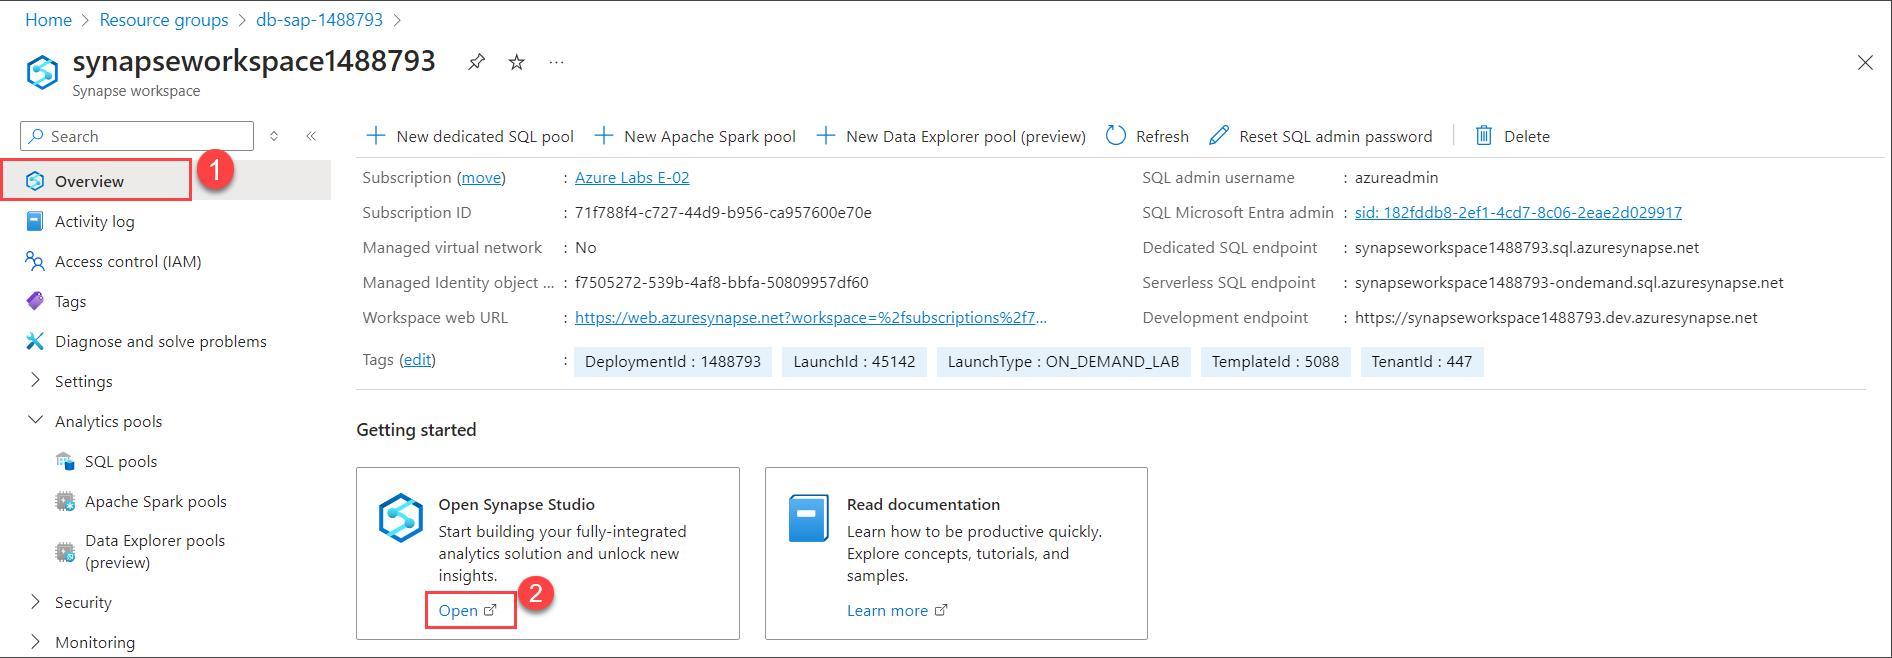 Home > Resource groups > db-sap-1488793 >
synapseworkspace1488793 ...
Synapse workspace
Search
«
New dedicated SQL pool New Apache Spark pool New Data Explorer pool (preview) Refresh Reset SQL admin password Delete
Overview
1
Activity log
Access control (IAM)
Tags
Diagnose and solve problems
Settings
Analytics pools
SQL pools
Apache Spark pools
Data Explorer pools
(preview)
Security
Monitoring
Subscription (move) : Azure Labs E-02
Subscription ID : 71f788f4-c727-44d9-b956-ca957600e70e
Managed virtual network : No
Managed Identity object ... : f7505272-539b-4af8-bbfa-50809957df60
Workspace web URL : https://web.azuresynapse.net?workspace=%2fsubscriptions%2f7...
SQL admin username : azureadmin
SQL Microsoft Entra admin : sid: 182fddb8-2ef1-4cd7-8c06-2eae2d029917
Dedicated SQL endpoint : synapseworkspace1488793.sql.azuresynapse.net
Serverless SQL endpoint : synapseworkspace1488793-ondemand.sql.azuresynapse.net
Development endpoint : https://synapseworkspace1488793.dev.azuresynapse.net
Tags (edit) : DeploymentId : 1488793 LaunchId : 45142 LaunchType : ON_DEMAND_LAB TemplateId : 5088 TenantId : 447
Getting started
Open Synapse Studio
Start building your fully-integrated
analytics solution and unlock new
insights.
Open
2
Read documentation
Learn how to be productive quickly.
Explore concepts, tutorials, and
samples.
Learn more